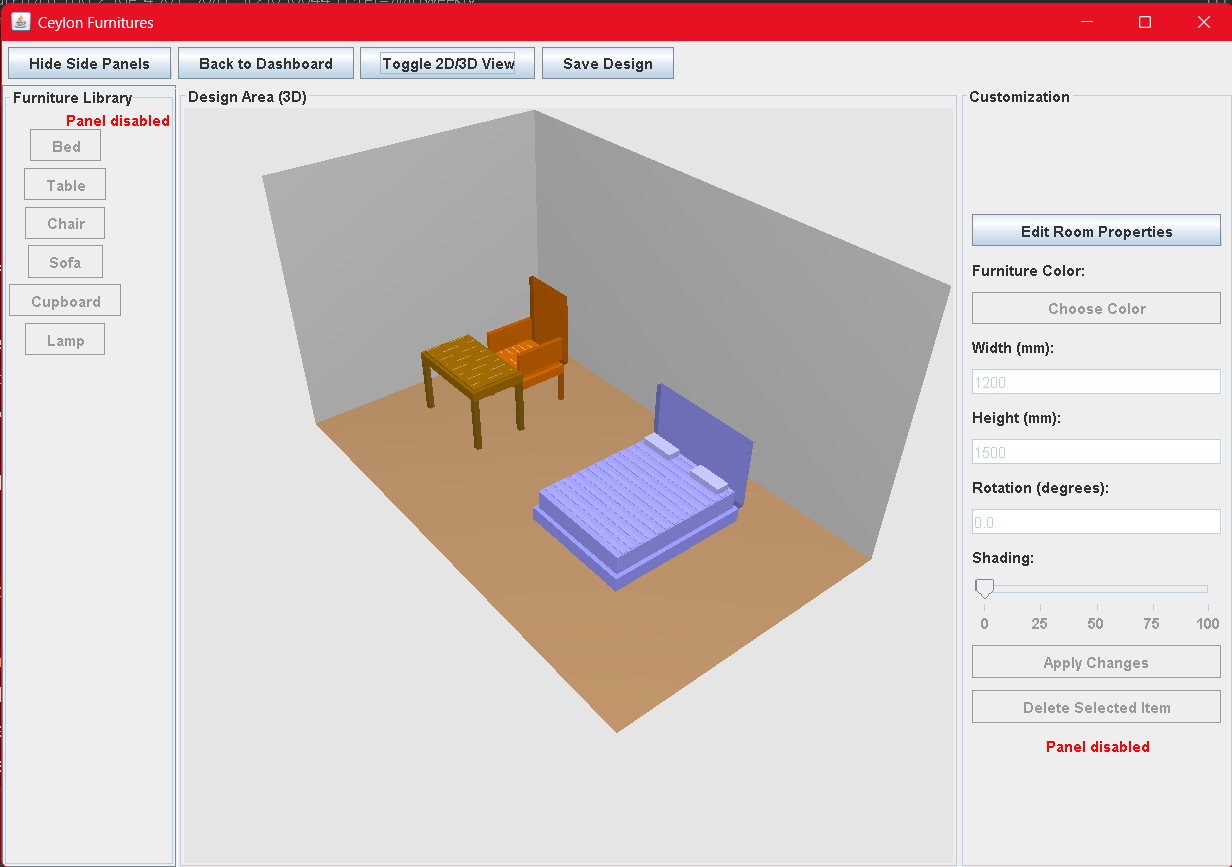 Ceylon Furnitures
Hide Side Panels
Back to Dashboard
Toggle 2D/3D View
Save Design
Furniture Library
Panel disabled
Bed
Table
Chair
Sofa
Cupboard
Lamp
Design Area (3D)
Customization
Edit Room Properties
Furniture Color:
Choose Color
Width (mm):
1200
Height (mm):
1500
Rotation (degrees):
0.0
Shading:
0 25 50 75 100
Apply Changes
Delete Selected Item
Panel disabled